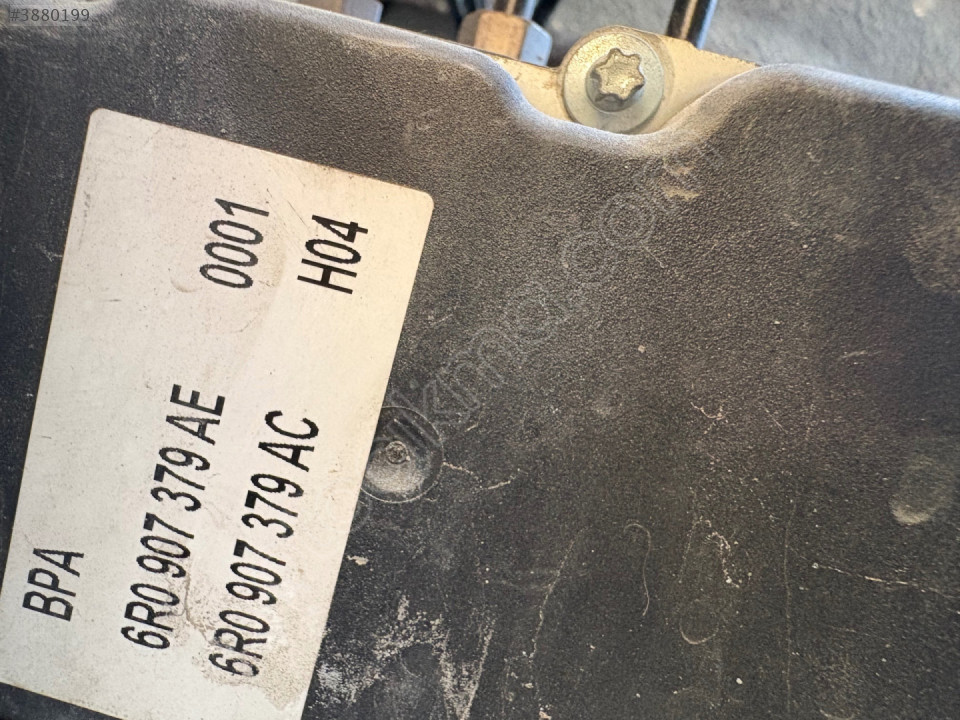 #3880199
BPA
6R0 907 379 AE 0001
6R0 907 379 AC H04